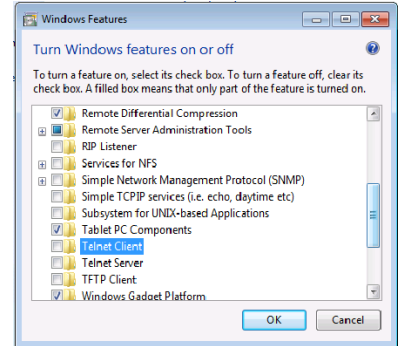 Windows Features
Turn Windows features on or off
To turn a feature on, select its check box. To turn a feature off, clear its
check box. A filled box means that only part of the feature is turned on.
Remote Differential Compression
Remote Server Administration Tools
RIP Listener
Services for NFS
Simple Network Management Protocol (SNMP)
Simple TCPIP services (i.e. echo, daytime etc)
Subsystem for UNIX-based Applications
Tablet PC Components
Telnet Client
Telnet Server
TFTP Client
Windows Gadget Platform
OK Cancel